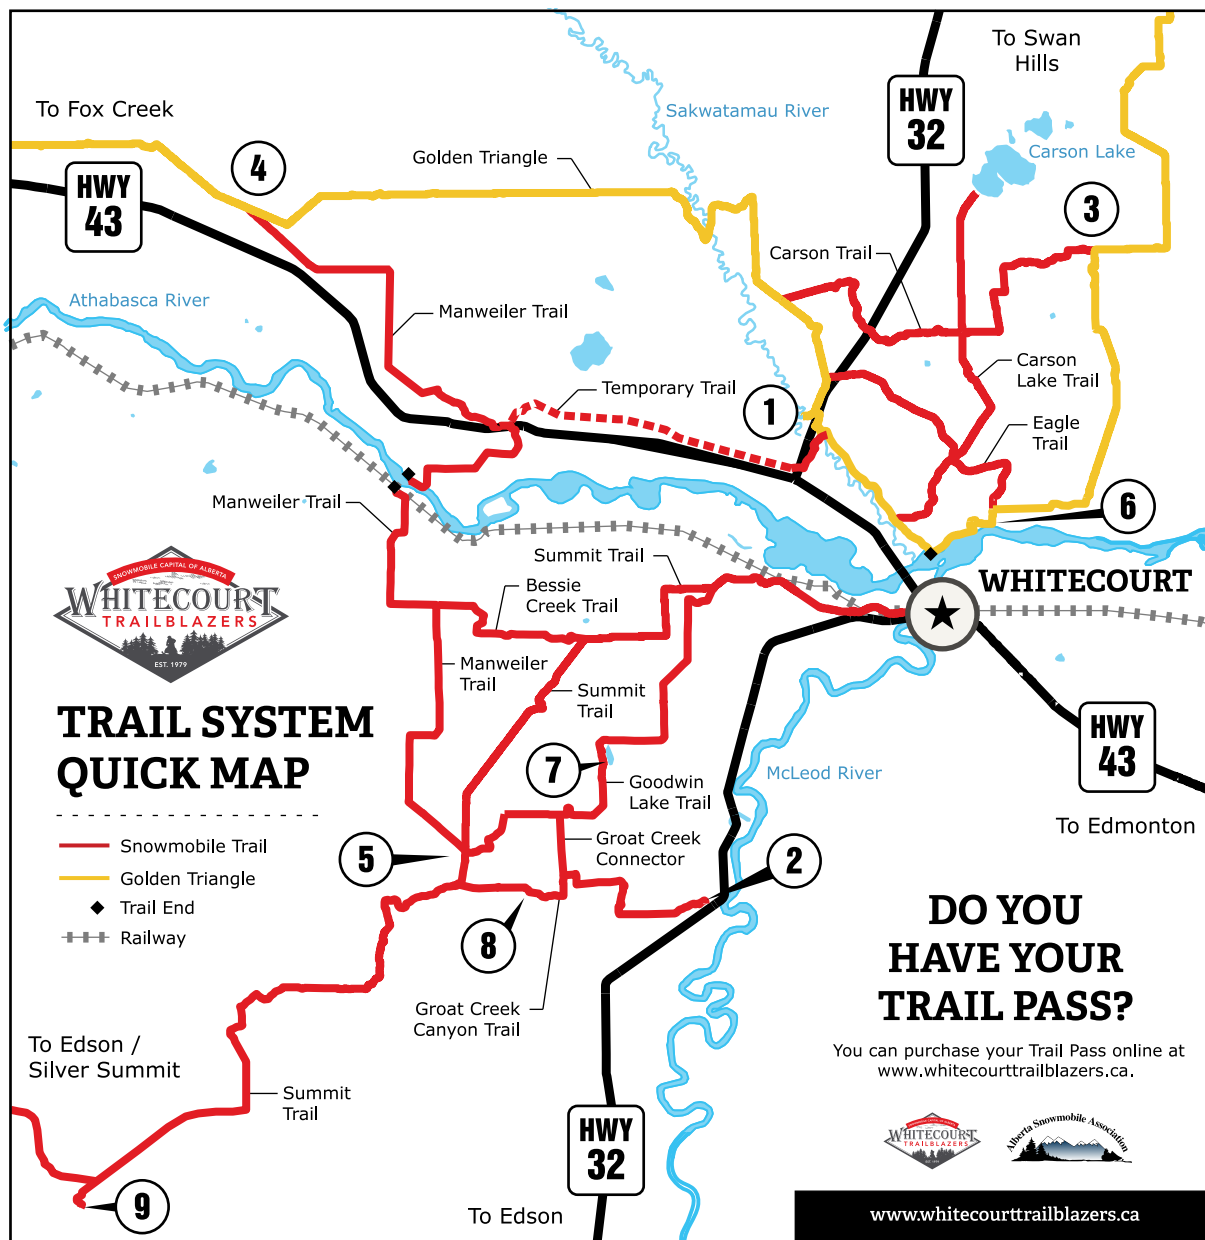 To Swan
Hills
HWY
32
To Fox Creek
Sakwatamau River
Carson Lake
4
Golden Triangle
HWY
43
3
Carson Trail
Athabasca River
Manweiler Trail
Temporary Trail
1
Carson
Lake Trail
Eagle
Trail
Manweiler Trail
6
Summit Trail
WHITECOURT
Bessie
Creek Trail
SNOWMOBILE CAPITAL OF ALBERTA
WHITECOURT
TRAILBLAZERS
EST. 1979
Manweiler
Trail
Summit
Trail
TRAIL SYSTEM
QUICK MAP
HWY
43
7
Goodwin
Lake Trail
McLeod River
To Edmonton
Snowmobile Trail
Golden Triangle
Trail End
Railway
5
Groat Creek
Connector
2
8
DO YOU
HAVE YOUR
TRAIL PASS?
Groat Creek
Canyon Trail
You can purchase your Trail Pass online at
www.whitecourttrailblazers.ca.
To Edson /
Silver Summit
Summit
Trail
HWY
32
WHITECOURT
TRAILBLAZERS
Alberta Snowmobile Association
9
To Edson
www.whitecourttrailblazers.ca